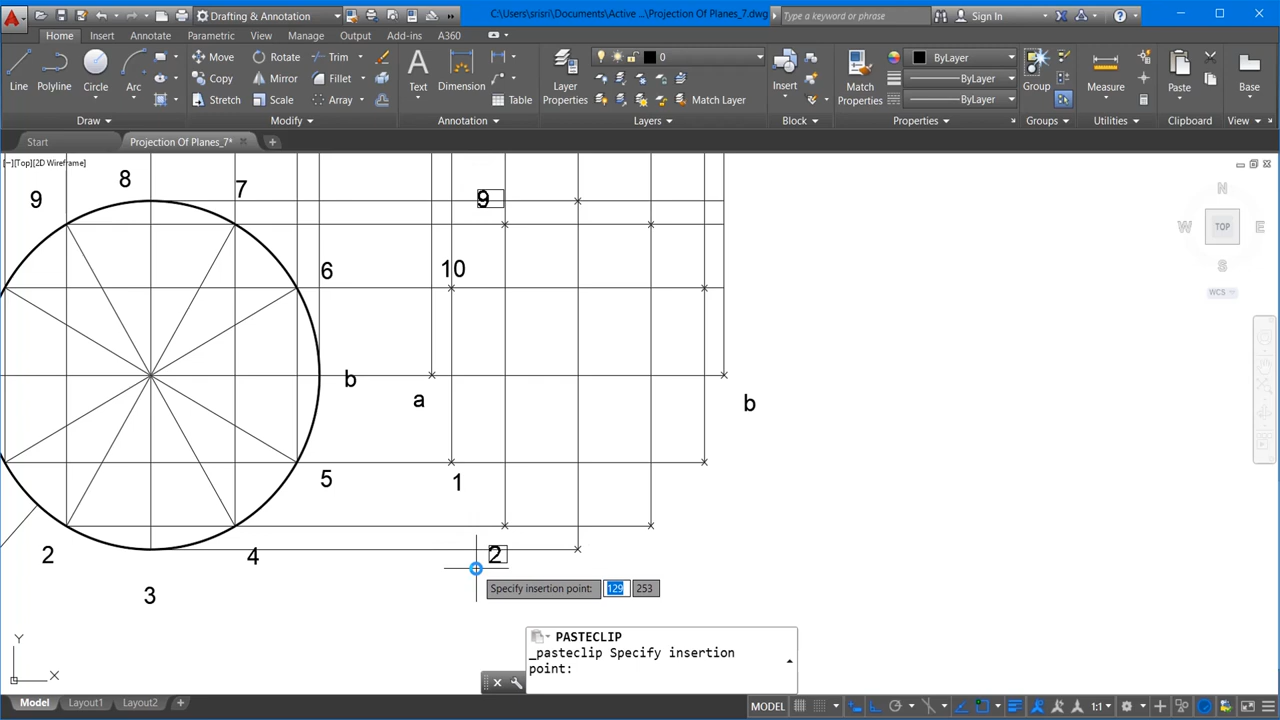 Drafting & Annotation
C:\Users\srisri\Documents\Active ...\Projection Of Planes_7.dwg
Type a keyword or phrase
Sign In
Home Insert Annotate Parametric View Manage Output Add-ins A360
Line
Polyline
Circle
Arc
Move
Copy
Stretch
Rotate
Mirror
Scale
Trim
Fillet
Array
Text
Dimension
Table
Layer
Properties
0
Match Layer
Insert
Match
Properties
ByLayer
ByLayer
ByLayer
Group
Measure
Paste
Base
Draw
Modify
Annotation
Layers
Block
Properties
Groups
Utilities
Clipboard
View
Start
Projection Of Planes_7*
[−][Top][2D Wireframe]
N
W TOP E
S
WCS
8
7
9
9
6
10
b
a
b
5
1
2
4
2
3
Specify insertion point: 129 253
PASTECLIP
_pasteclip Specify insertion
point:
Y
X
Model Layout1 Layout2
MODEL
1:1